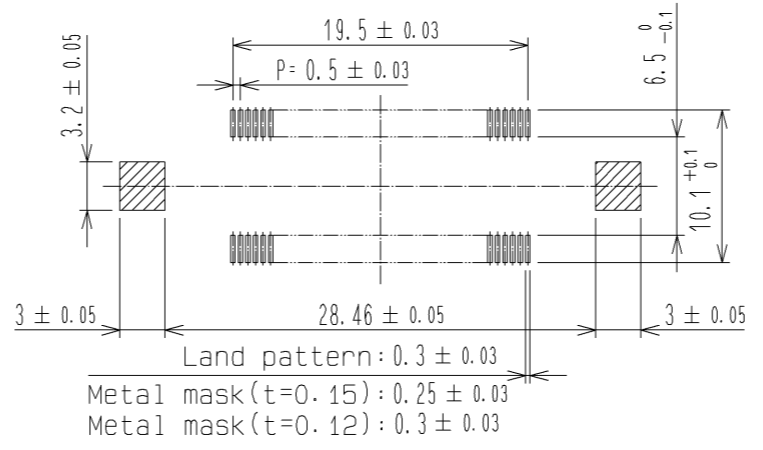 19.5 ± 0.03
P= 0.5 ± 0.03
3.2 ± 0.05
6.5 0 -0.1
10.1 +0.1 0
3 ± 0.05
28.46 ± 0.05
3 ± 0.05
Land pattern:0.3 ± 0.03
Metal mask(t=0.15):0.25 ± 0.03
Metal mask(t=0.12):0.3 ± 0.03